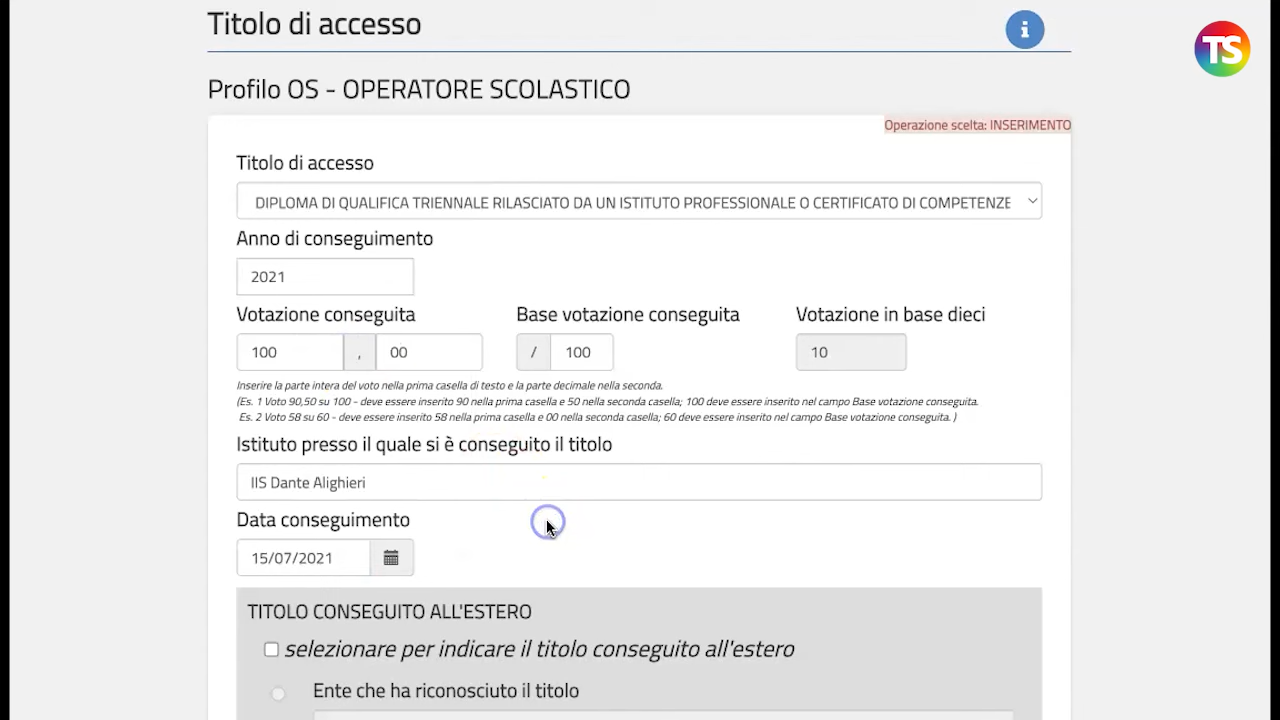 Titolo di accesso
i
TS
Profilo OS - OPERATORE SCOLASTICO
Operazione scelta: INSERIMENTO
Titolo di accesso
DIPLOMA DI QUALIFICA TRIENNALE RILASCIATO DA UN ISTITUTO PROFESSIONALE O CERTIFICATO DI COMPETENZE
Anno di conseguimento
2021
Votazione conseguita Base votazione conseguita Votazione in base dieci
100 , 00 / 100 10
Inserire la parte intera del voto nella prima casella di testo e la parte decimale nella seconda.
(Es. 1 Voto 90,50 su 100 - deve essere inserito 90 nella prima casella e 50 nella seconda casella; 100 deve essere inserito nel campo Base votazione conseguita.
Es. 2 Voto 58 su 60 - deve essere inserito 58 nella prima casella e 00 nella seconda casella; 60 deve essere inserito nel campo Base votazione conseguita. )
Istituto presso il quale si è conseguito il titolo
IIS Dante Alighieri
Data conseguimento
15/07/2021
TITOLO CONSEGUITO ALL'ESTERO
selezionare per indicare il titolo conseguito all'estero
Ente che ha riconosciuto il titolo